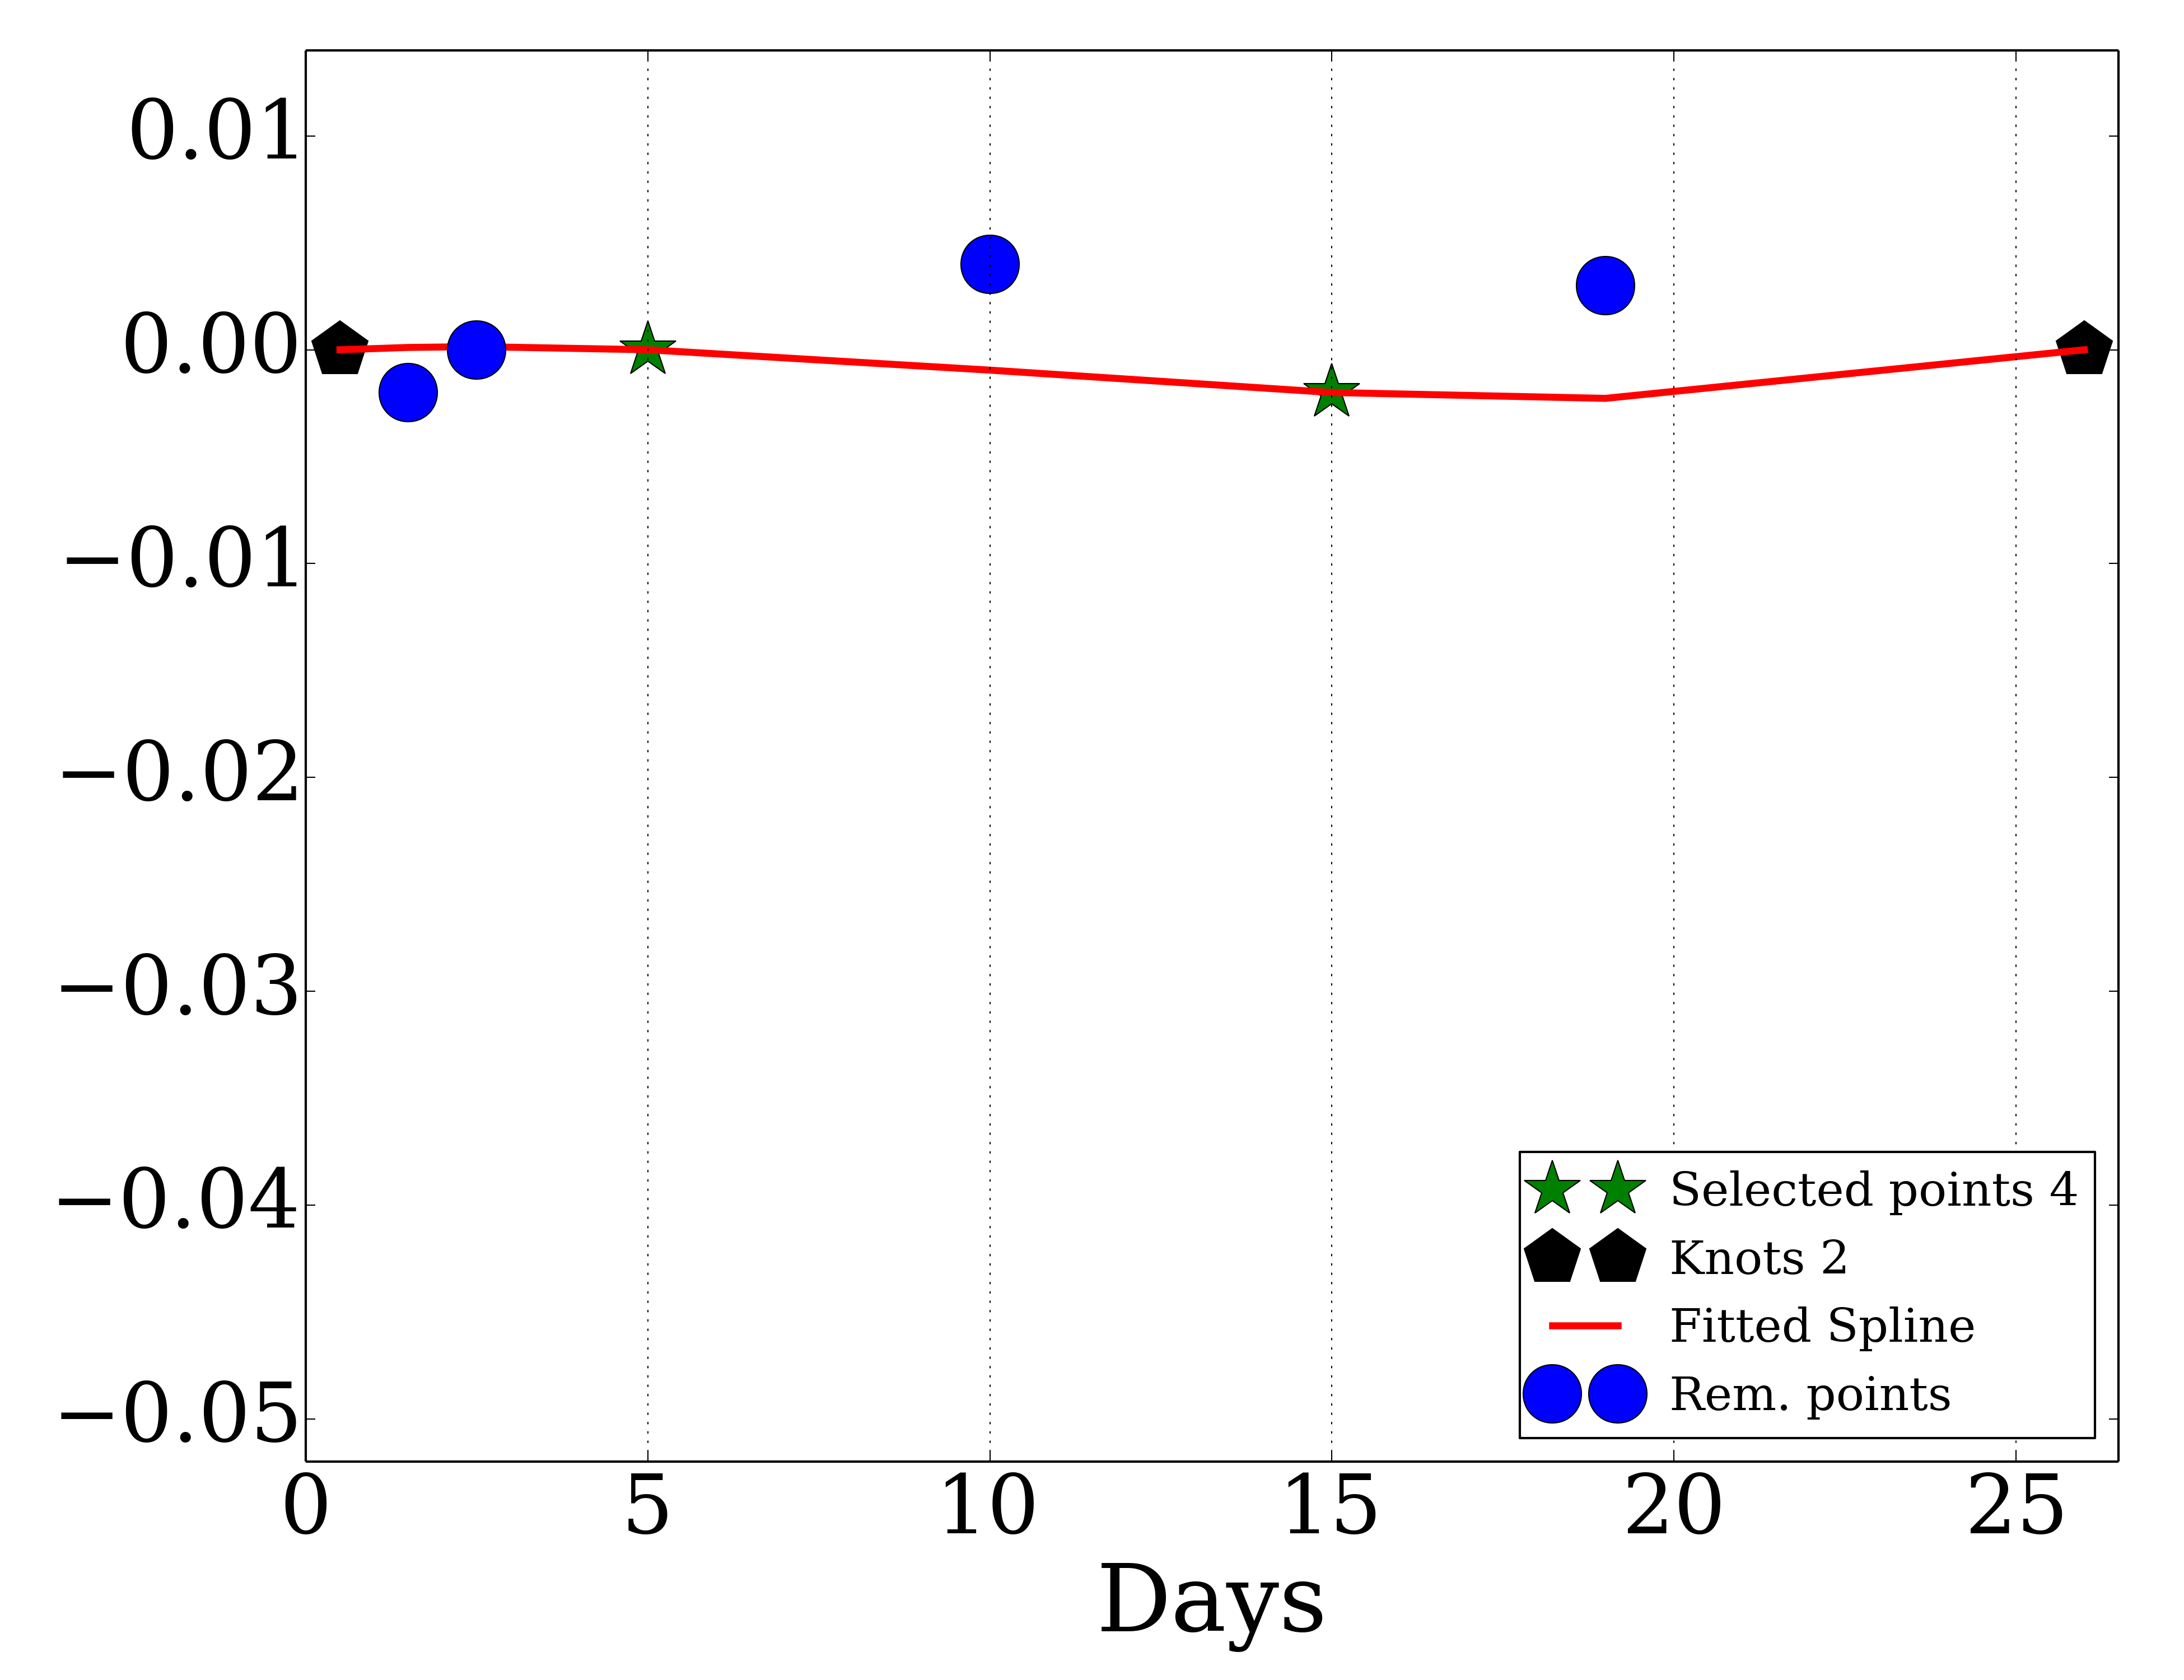 0.01
0.00
−0.01
−0.02
−0.03
−0.04
−0.05
Selected points 4
Knots 2
Fitted Spline
Rem. points
0 5 10 15 20 25
Days